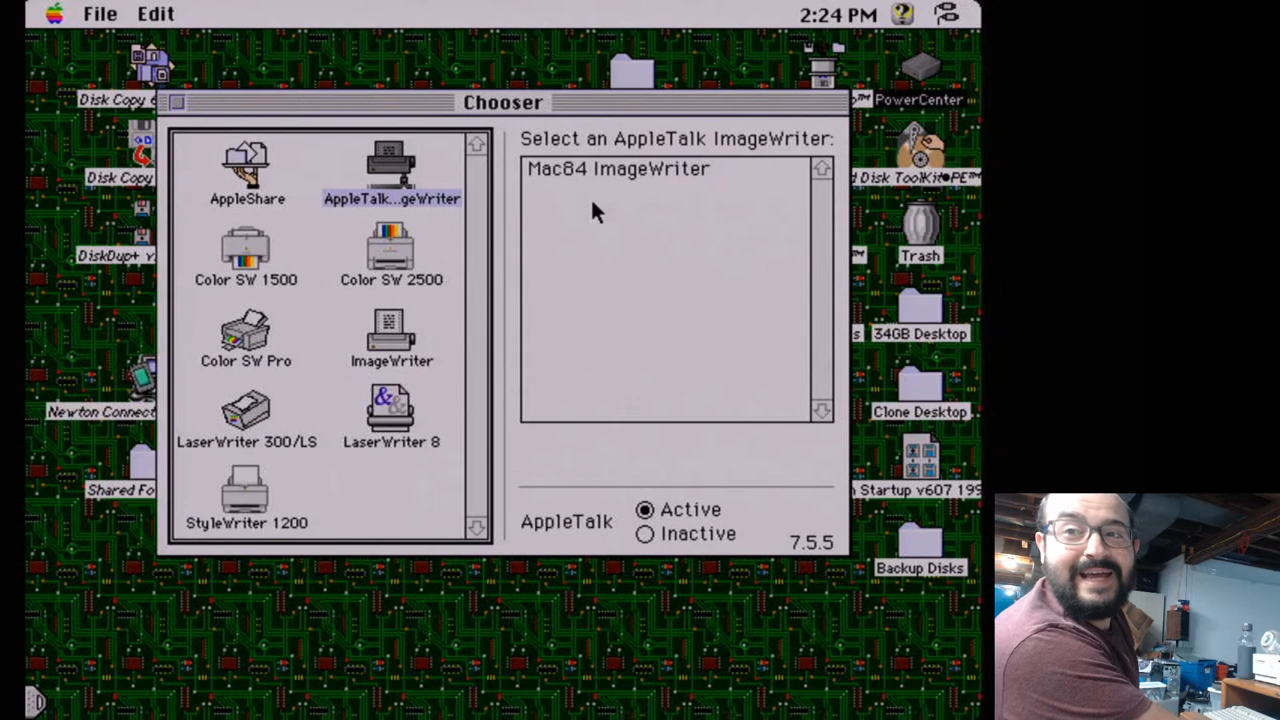 File Edit 2:24 PM
Disk Copy 6
PowerCenter
Chooser
Select an AppleTalk ImageWriter:
Mac84 ImageWriter
AppleShare
AppleTalk...geWriter
Disk Copy
Disk ToolKit•PE™
Color SW 1500
Color SW 2500
DiskDup+ v
Trash
Color SW Pro
ImageWriter
34GB Desktop
LaserWriter 300/LS
LaserWriter 8
Newton Connect
Clone Desktop
StyleWriter 1200
Shared Fo
Startup v607 199
AppleTalk
Active
Inactive
7.5.5
Backup Disks